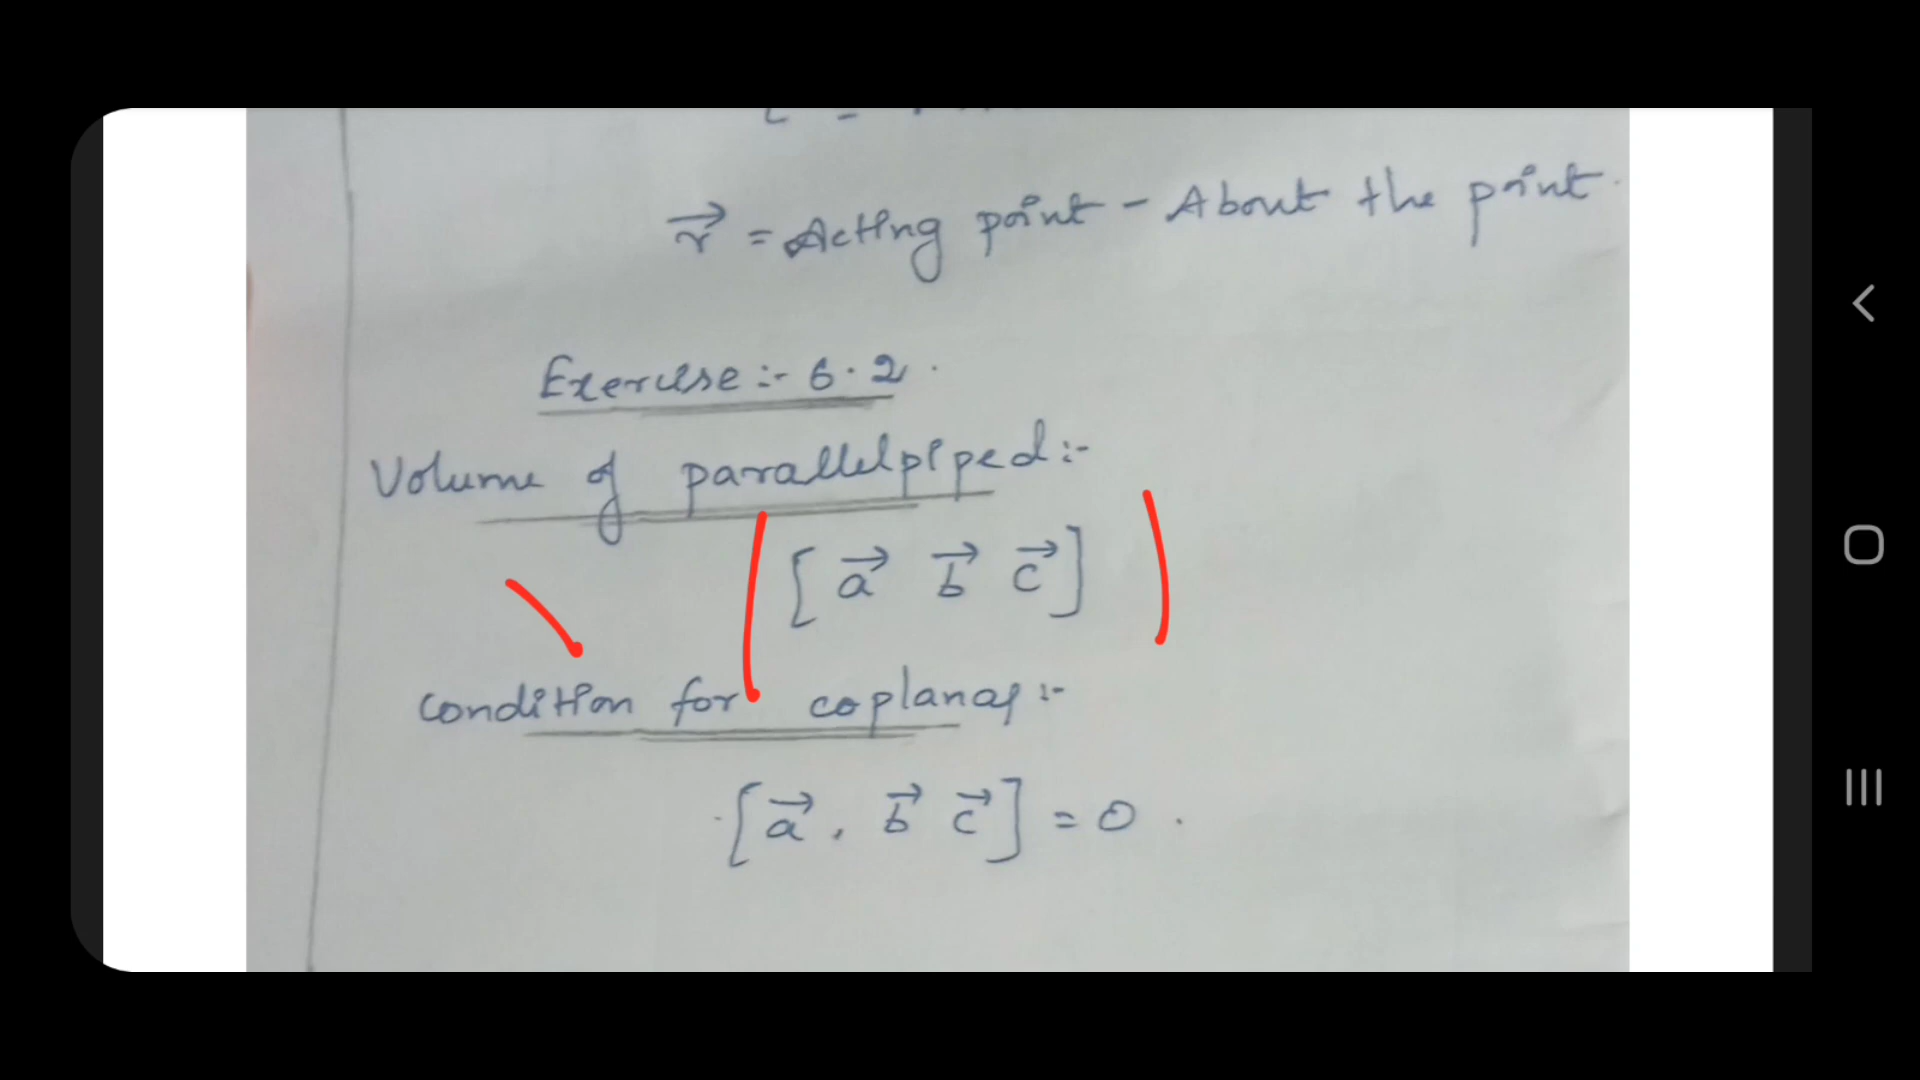 r⃗ = Acting point - About the point.
Exercise :- 6.2.
Volume of parallelpiped :-
[a⃗ b⃗ c⃗]
condition for coplanar :-
[a⃗, b⃗ c⃗] = 0.